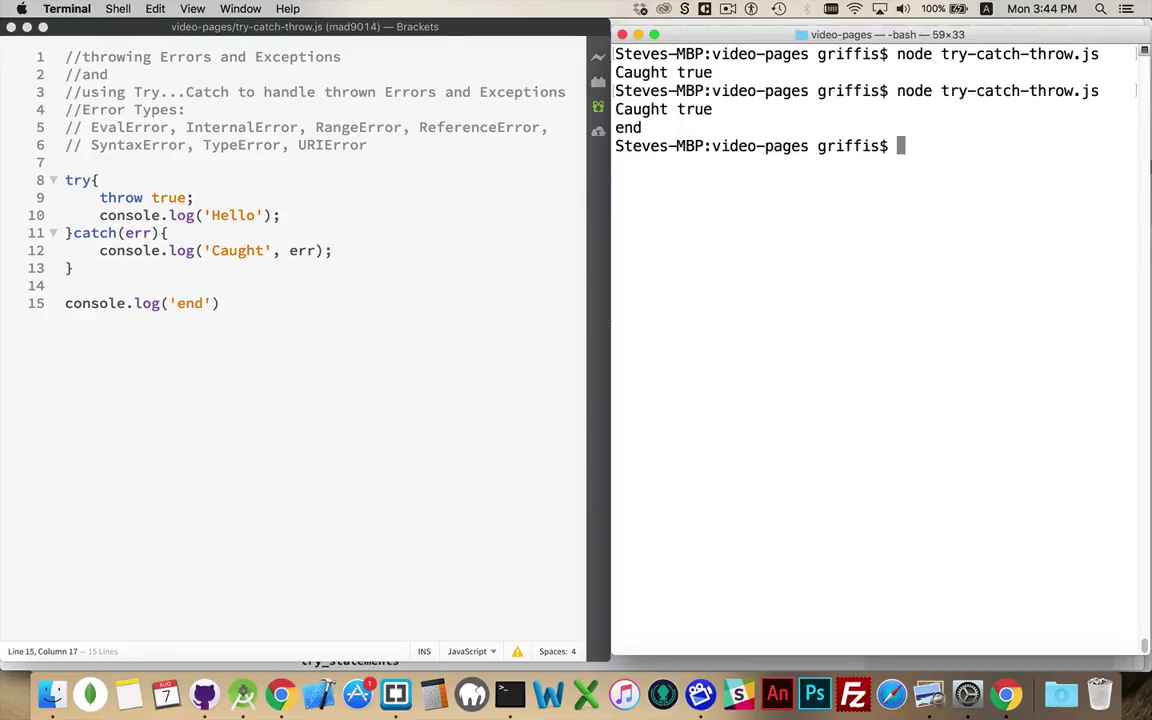 Terminal Shell Edit View Window Help 100% Mon 3:44 PM
video-pages/try-catch-throw.js (mad9014) — Brackets
1 //throwing Errors and Exceptions
2 //and
3 //using Try...Catch to handle thrown Errors and Exceptions
4 //Error Types:
5 // EvalError, InternalError, RangeError, ReferenceError,
6 // SyntaxError, TypeError, URIError
7
8 try{
9 throw true;
10 console.log('Hello');
11 }catch(err){
12 console.log('Caught', err);
13 }
14
15 console.log('end')
Line 15, Column 17 — 15 Lines INS JavaScript Spaces: 4
try_statements
video-pages — -bash — 59×33
Steves-MBP:video-pages griffis$ node try-catch-throw.js
Caught true
Steves-MBP:video-pages griffis$ node try-catch-throw.js
Caught true
end
Steves-MBP:video-pages griffis$
7 1 An Ps Fz